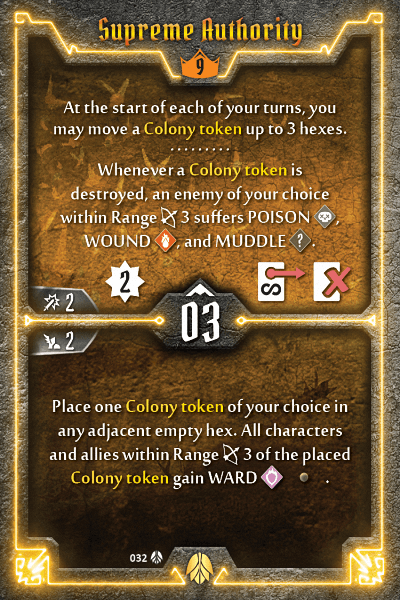 Supreme Authority
9
At the start of each of your turns, you
may move a Colony token up to 3 hexes.
Whenever a Colony token is
destroyed, an enemy of your choice
within Range 3 suffers POISON ,
WOUND , and MUDDLE ? .
2
S
2
03
2
Place one Colony token of your choice in
any adjacent empty hex. All characters
and allies within Range 3 of the placed
Colony token gain WARD .
032